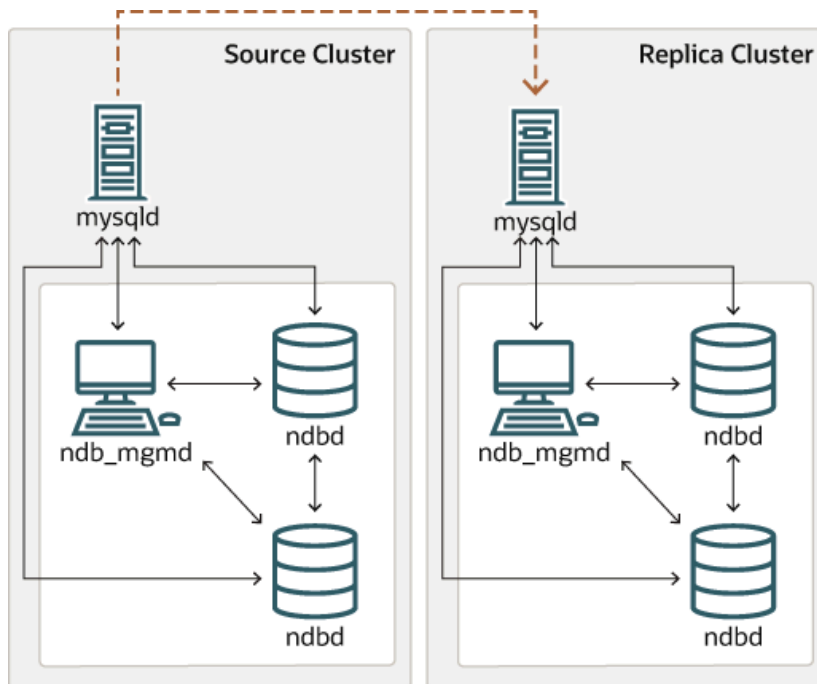 Source Cluster
mysqld
ndb_mgmd
ndbd
ndbd
Replica Cluster
mysqld
ndb_mgmd
ndbd
ndbd